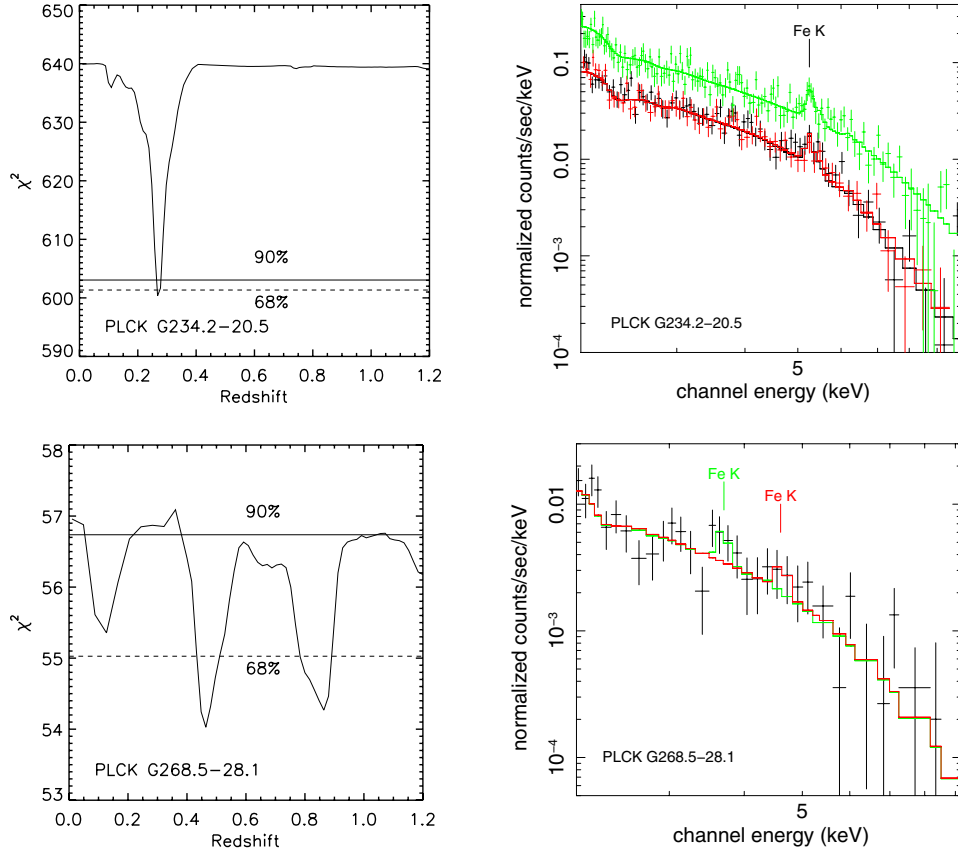 χ²
640
630
620
610
600
590
90%
68%
PLCK G234.2−20.5
0.0 0.2 0.4 0.6 0.8 1.0 1.2
Redshift
normalized counts/sec/keV
0.1
0.01
10⁻³
10⁻⁴
Fe K
PLCK G234.2−20.5
5
channel energy (keV)
χ²
58
57
56
55
54
53
90%
68%
PLCK G268.5−28.1
0.0 0.2 0.4 0.6 0.8 1.0 1.2
Redshift
normalized counts/sec/keV
0.01
10⁻³
10⁻⁴
Fe K
Fe K
PLCK G268.5−28.1
5
channel energy (keV)